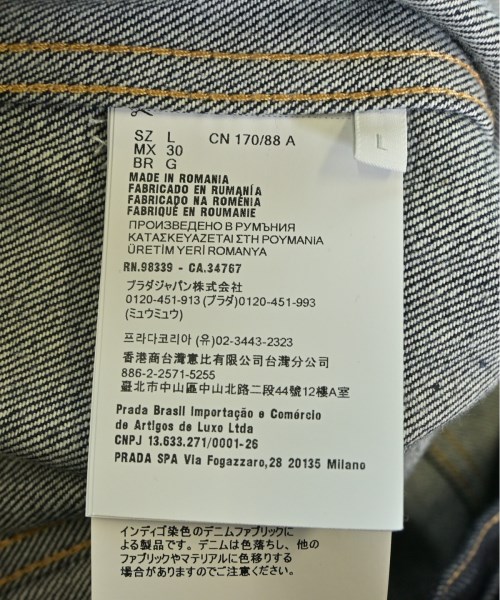 SZ L CN 170/88 A
MX 30
BR G
MADE IN ROMANIA
FABRICADO EN RUMANÍA
FABRICADO NA ROMÊNIA
FABRIQUÉ EN ROUMANIE
ПРОИЗВЕДЕНО В РУМЪНИЯ
ΚΑΤΑΣΚΕΥΑΖΕΤΑΙ ΣΤΗ ΡΟΥΜΑΝΙΑ
ÜRETİM YERİ ROMANYA
RN.98339 - CA.34767
プラダジャパン株式会社
0120-451-913 (プラダ)0120-451-993
(ミュウミュウ)
프라다코리아 (유)02-3443-2323
香港商台灣意比有限公司台灣分公司
886-2-2571-5255
臺北市中山區中山北路二段44號12樓A室
Prada Brasil Importação e Comércio
de Artigos de Luxo Ltda
CNPJ 13.633.271/0001-26
PRADA SPA Via Fogazzaro,28 20135 Milano
L
インディゴ染色のデニムファブリックに
よる製品です。デニムは色落ちし、他の
ファブリックやマテリアルに色移りする
場合がありますのでご注意ください。